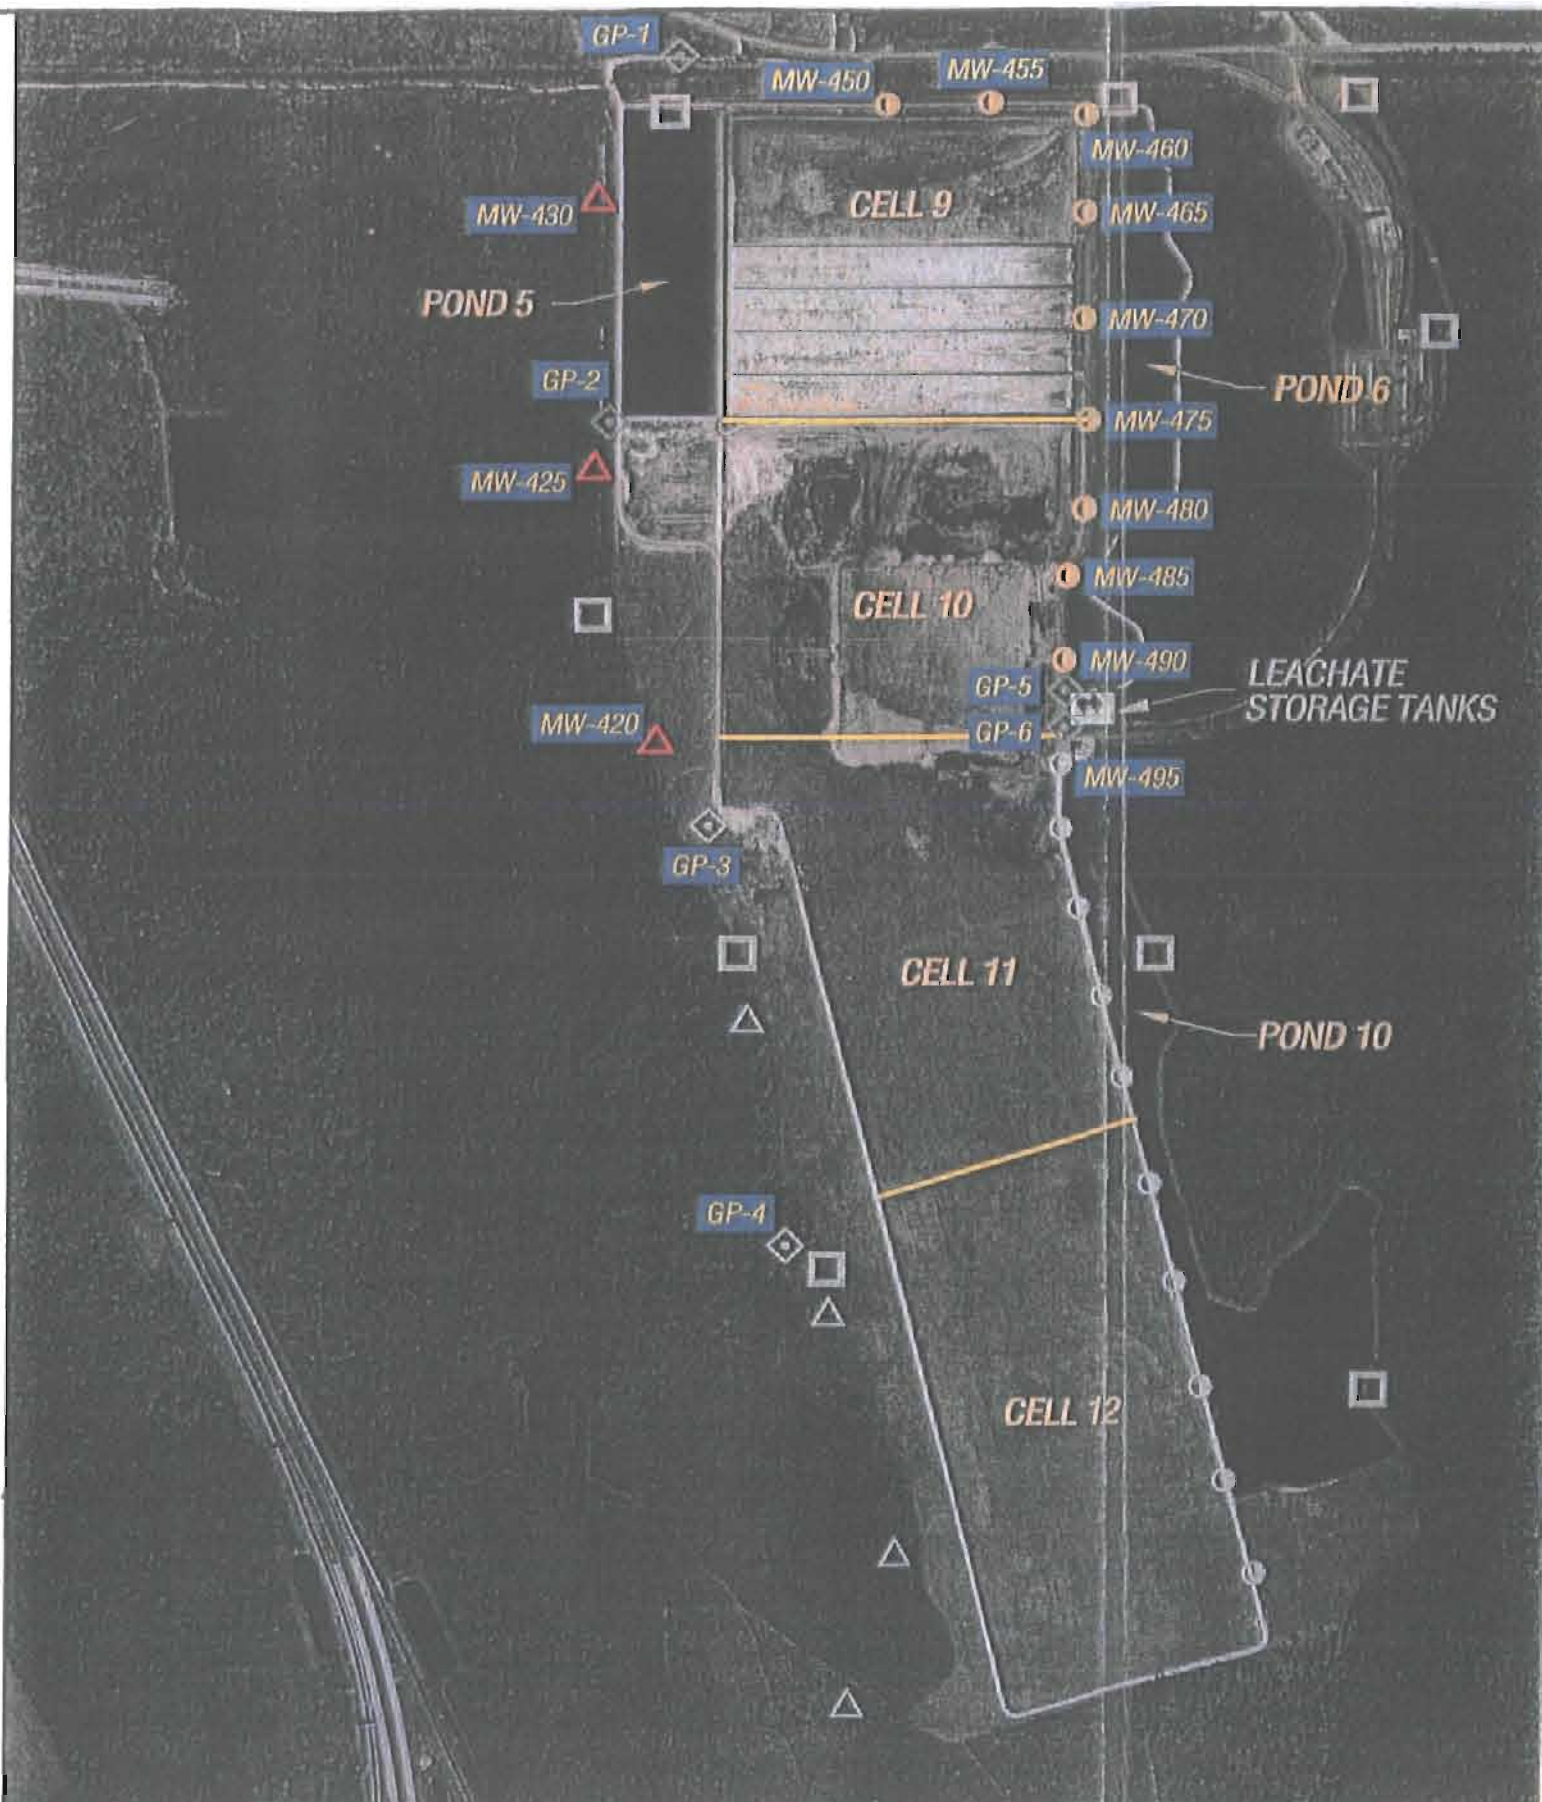 GP-1
MW-450
MW-455
MW-460
CELL 9
MW-430
MW-465
POND 5
MW-470
GP-2
POND 6
MW-475
MW-425
MW-480
MW-485
CELL 10
MW-490
GP-5
LEACHATE
STORAGE TANKS
MW-420
GP-6
MW-495
GP-3
CELL 11
POND 10
GP-4
CELL 12